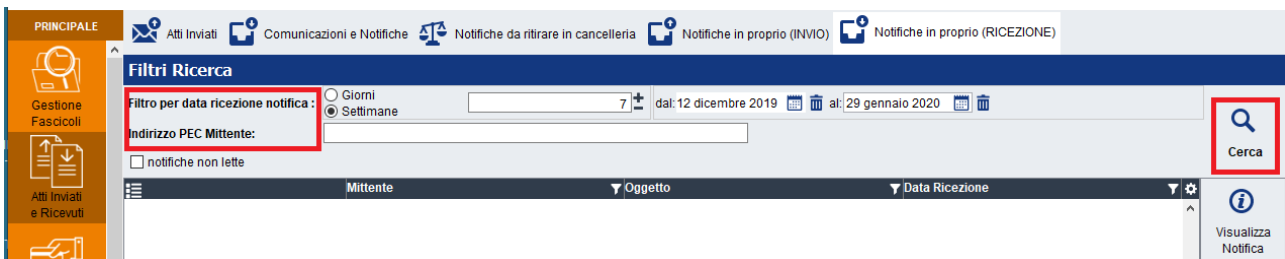 PRINCIPALE
Atti Inviati
Comunicazioni e Notifiche
Notifiche da ritirare in cancelleria
Notifiche in proprio (INVIO)
Notifiche in proprio (RICEZIONE)
Filtri Ricerca
Gestione
Fascicoli
Atti Inviati
e Ricevuti
Filtro per data ricezione notifica :
Giorni
Settimane
7
dal: 12 dicembre 2019
al: 29 gennaio 2020
Indirizzo PEC Mittente:
notifiche non lette
Cerca
Mittente
Oggetto
Data Ricezione
Visualizza
Notifica